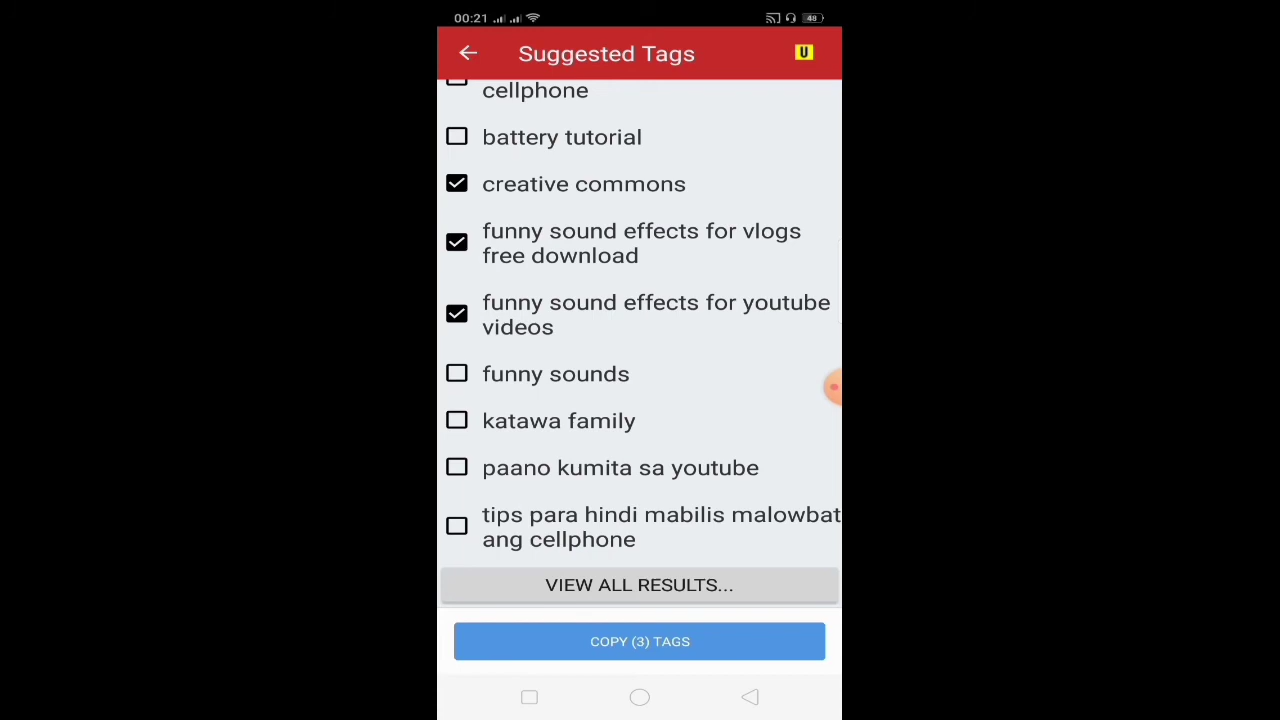 00:21
48
Suggested Tags
U
cellphone
battery tutorial
creative commons
funny sound effects for vlogs
free download
funny sound effects for youtube
videos
funny sounds
katawa family
paano kumita sa youtube
tips para hindi mabilis malowbat
ang cellphone
VIEW ALL RESULTS...
COPY (3) TAGS